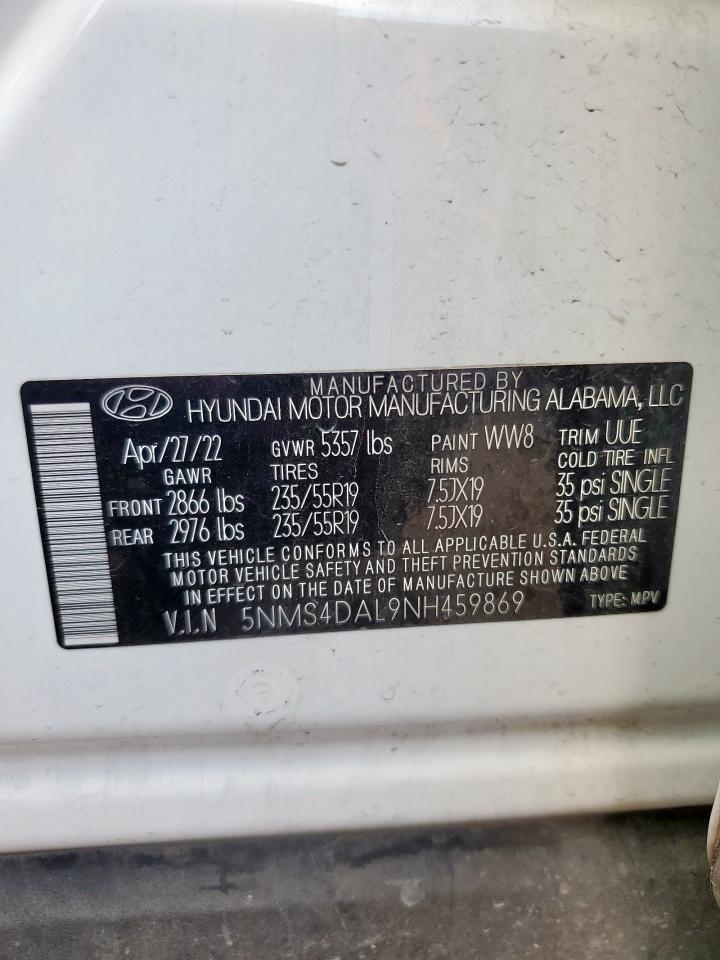 MANUFACTURED BY
HYUNDAI MOTOR MANUFACTURING ALABAMA, LLC
Apr/27/22 GVWR 5357 lbs PAINT WW8 TRIM UUE
GAWR TIRES RIMS COLD TIRE INFL
FRONT 2866 lbs 235/55R19 7.5JX19 35 psi SINGLE
REAR 2976 lbs 235/55R19 7.5JX19 35 psi SINGLE
THIS VEHICLE CONFORMS TO ALL APPLICABLE U.S.A. FEDERAL
MOTOR VEHICLE SAFETY AND THEFT PREVENTION STANDARDS
IN EFFECT ON THE DATE OF MANUFACTURE SHOWN ABOVE
V.I.N 5NMS4DAL9NH459869 TYPE: MPV